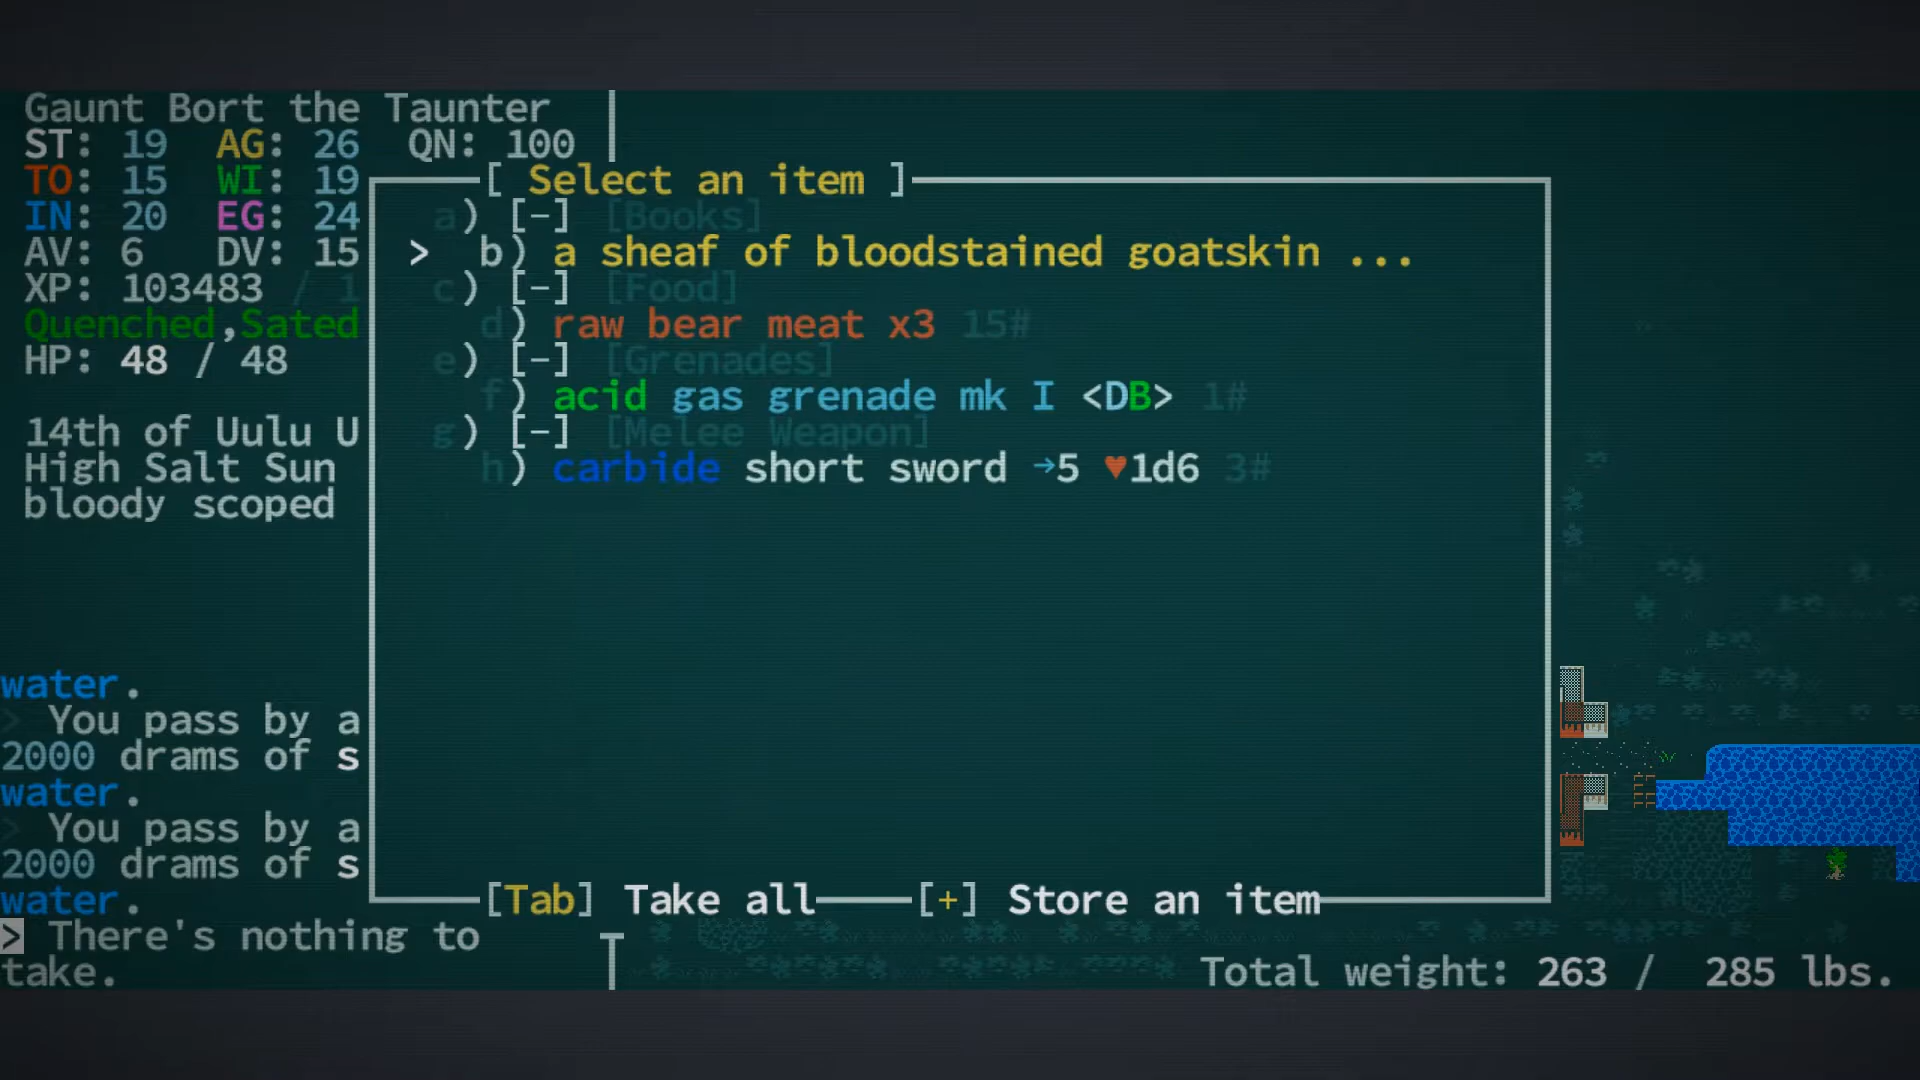 Gaunt Bort the Taunter
ST: 19 AG: 26 QN: 100
TO: 15 WI: 19
IN: 20 EG: 24
AV: 6 DV: 15
XP: 103483 / 1
Quenched,Sated
HP: 48 / 48
14th of Uulu U
High Salt Sun
bloody scoped
water.
> You pass by a
2000 drams of s
water.
> You pass by a
2000 drams of s
water.
> There's nothing to
take.
[ Select an item ]
a) [-] [Books]
> b) a sheaf of bloodstained goatskin ...
c) [-] [Food]
d) raw bear meat x3 15#
e) [-] [Grenades]
f) acid gas grenade mk I <DB> 1#
g) [-] [Melee Weapon]
h) carbide short sword →5 ♥1d6 3#
[Tab] Take all [+] Store an item
Total weight: 263 / 285 lbs.